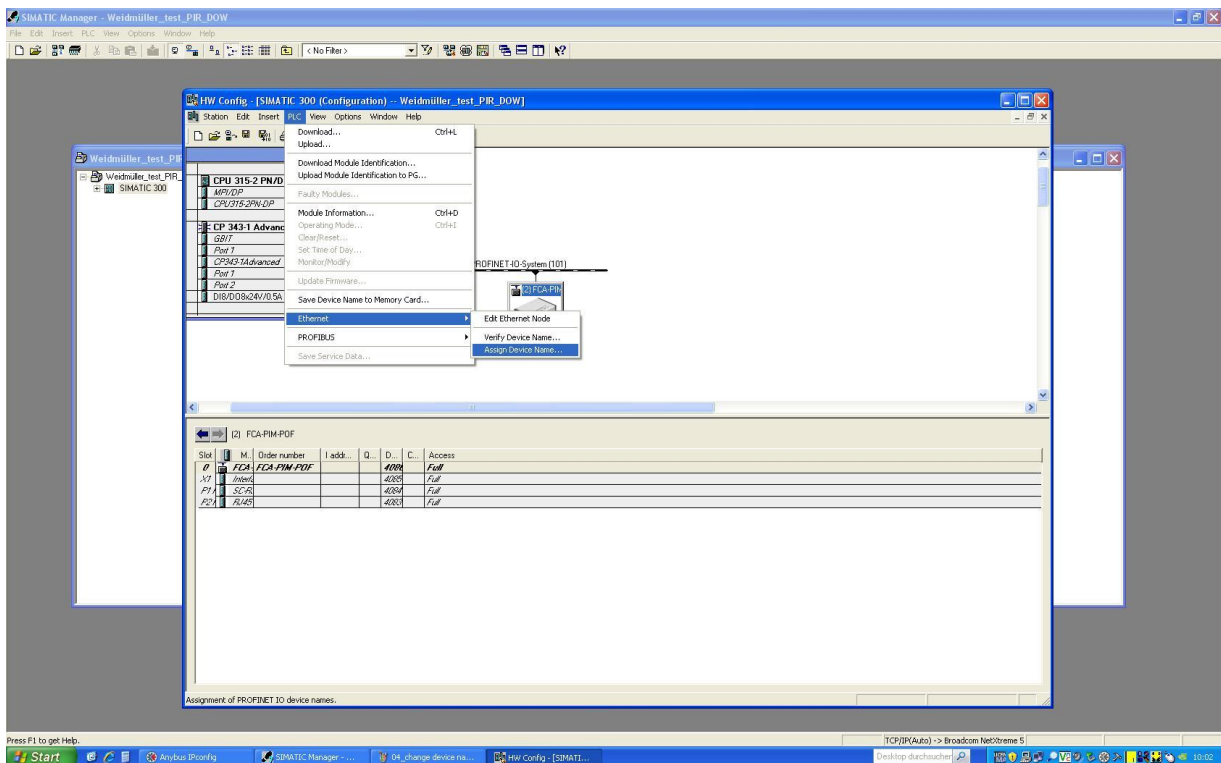 SIMATIC Manager - Weidmüller_test_PIR_DOW
File Edit Insert PLC View Options Window Help
< No Filter >
HW Config - [SIMATIC 300 (Configuration) -- Weidmüller_test_PIR_DOW]
Station Edit Insert PLC View Options Window Help
Download... Ctrl+L
Upload...
Download Module Identification...
Upload Module Identification to PG...
Faulty Modules...
Module Information... Ctrl+D
Operating Mode... Ctrl+I
Clear/Reset...
Set Time of Day...
Monitor/Modify
Update Firmware...
Save Device Name to Memory Card...
Ethernet
PROFIBUS
Save Service Data...
Edit Ethernet Node
Verify Device Name...
Assign Device Name...
Weidmüller_test_PIR
Weidmüller_test_PIR_
SIMATIC 300
CPU 315-2 PN/D
MPI/DP
CPU315-2PN-DP
CP 343-1 Advanc
GBIT
Port 1
CP343-1Advanced
Port 1
Port 2
DI8/DO8x24V/0.5A
PROFINET-IO-System (101)
(2) FCA-PIM
(2) FCA-PIM-POF
Slot M... Order number I addr... Q... D... C... Access
0 FCA- FCA-PIM-POF 4086 Full
X1 Interfa 4085 Full
P1 SC-R 4084 Full
P2 RJ45 4083 Full
Assignment of PROFINET IO device names.
Press F1 to get Help.
TCP/IP(Auto) -> Broadcom NetXtreme 5
Start
Anybus IPconfig
SIMATIC Manager - ...
04_change device na...
HW Config - [SIMATI...
Desktop durchsuchen
10:02